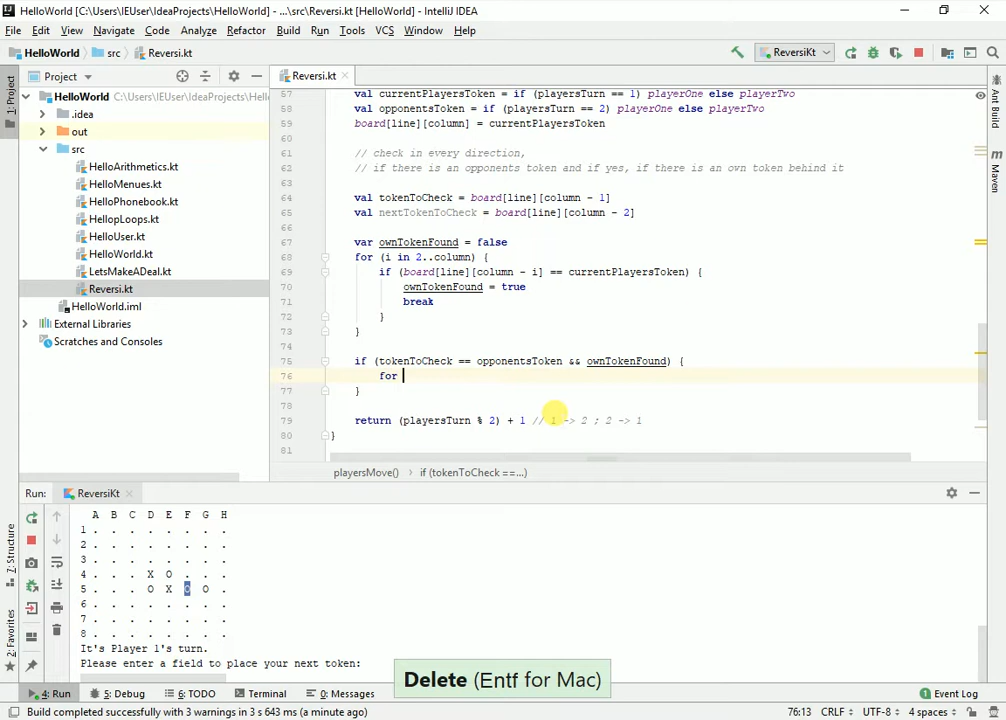 HelloWorld [C:\Users\IEUser\IdeaProjects\HelloWorld] - ...\src\Reversi.kt [HelloWorld] - IntelliJ IDEA
File Edit View Navigate Code Analyze Refactor Build Run Tools VCS Window Help
HelloWorld src Reversi.kt ReversiKt
Project Reversi.kt
1: Project
HelloWorld C:\Users\IEUser\IdeaProjects\Hell
.idea
out
src
HelloArithmetics.kt
HelloMenues.kt
HelloPhonebook.kt
HellopLoops.kt
HelloUser.kt
HelloWorld.kt
LetsMakeADeal.kt
Reversi.kt
HelloWorld.iml
External Libraries
Scratches and Consoles
57 val currentPlayersToken = if (playersTurn == 1) playerOne else playerTwo
58 val opponentsToken = if (playersTurn == 2) playerOne else playerTwo
59 board[line][column] = currentPlayersToken
60
61 // check in every direction,
62 // if there is an opponents token and if yes, if there is an own token behind it
63
64 val tokenToCheck = board[line][column - 1]
65 val nextTokenToCheck = board[line][column - 2]
66
67 var ownTokenFound = false
68 for (i in 2..column) {
69 if (board[line][column - i] == currentPlayersToken) {
70 ownTokenFound = true
71 break
72 }
73 }
74
75 if (tokenToCheck == opponentsToken && ownTokenFound) {
76 for
77 }
78
79 return (playersTurn % 2) + 1 // 1 -> 2 ; 2 -> 1
80 }
81
playersMove() › if (tokenToCheck ==...)
Ant Build
Maven
Run: ReversiKt
A B C D E F G H
1 . . . . . . . .
2 . . . . . . . .
3 . . . . . . . .
4 . . . X O . . .
5 . . . O X O O .
6 . . . . . . . .
7 . . . . . . . .
8 . . . . . . . .
It's Player 1's turn.
Please enter a field to place your next token:
7: Structure
2: Favorites
Delete (Entf for Mac)
4: Run 5: Debug 6: TODO Terminal 0: Messages Event Log
Build completed successfully with 3 warnings in 3 s 643 ms (a minute ago) 76:13 CRLF UTF-8 4 spaces